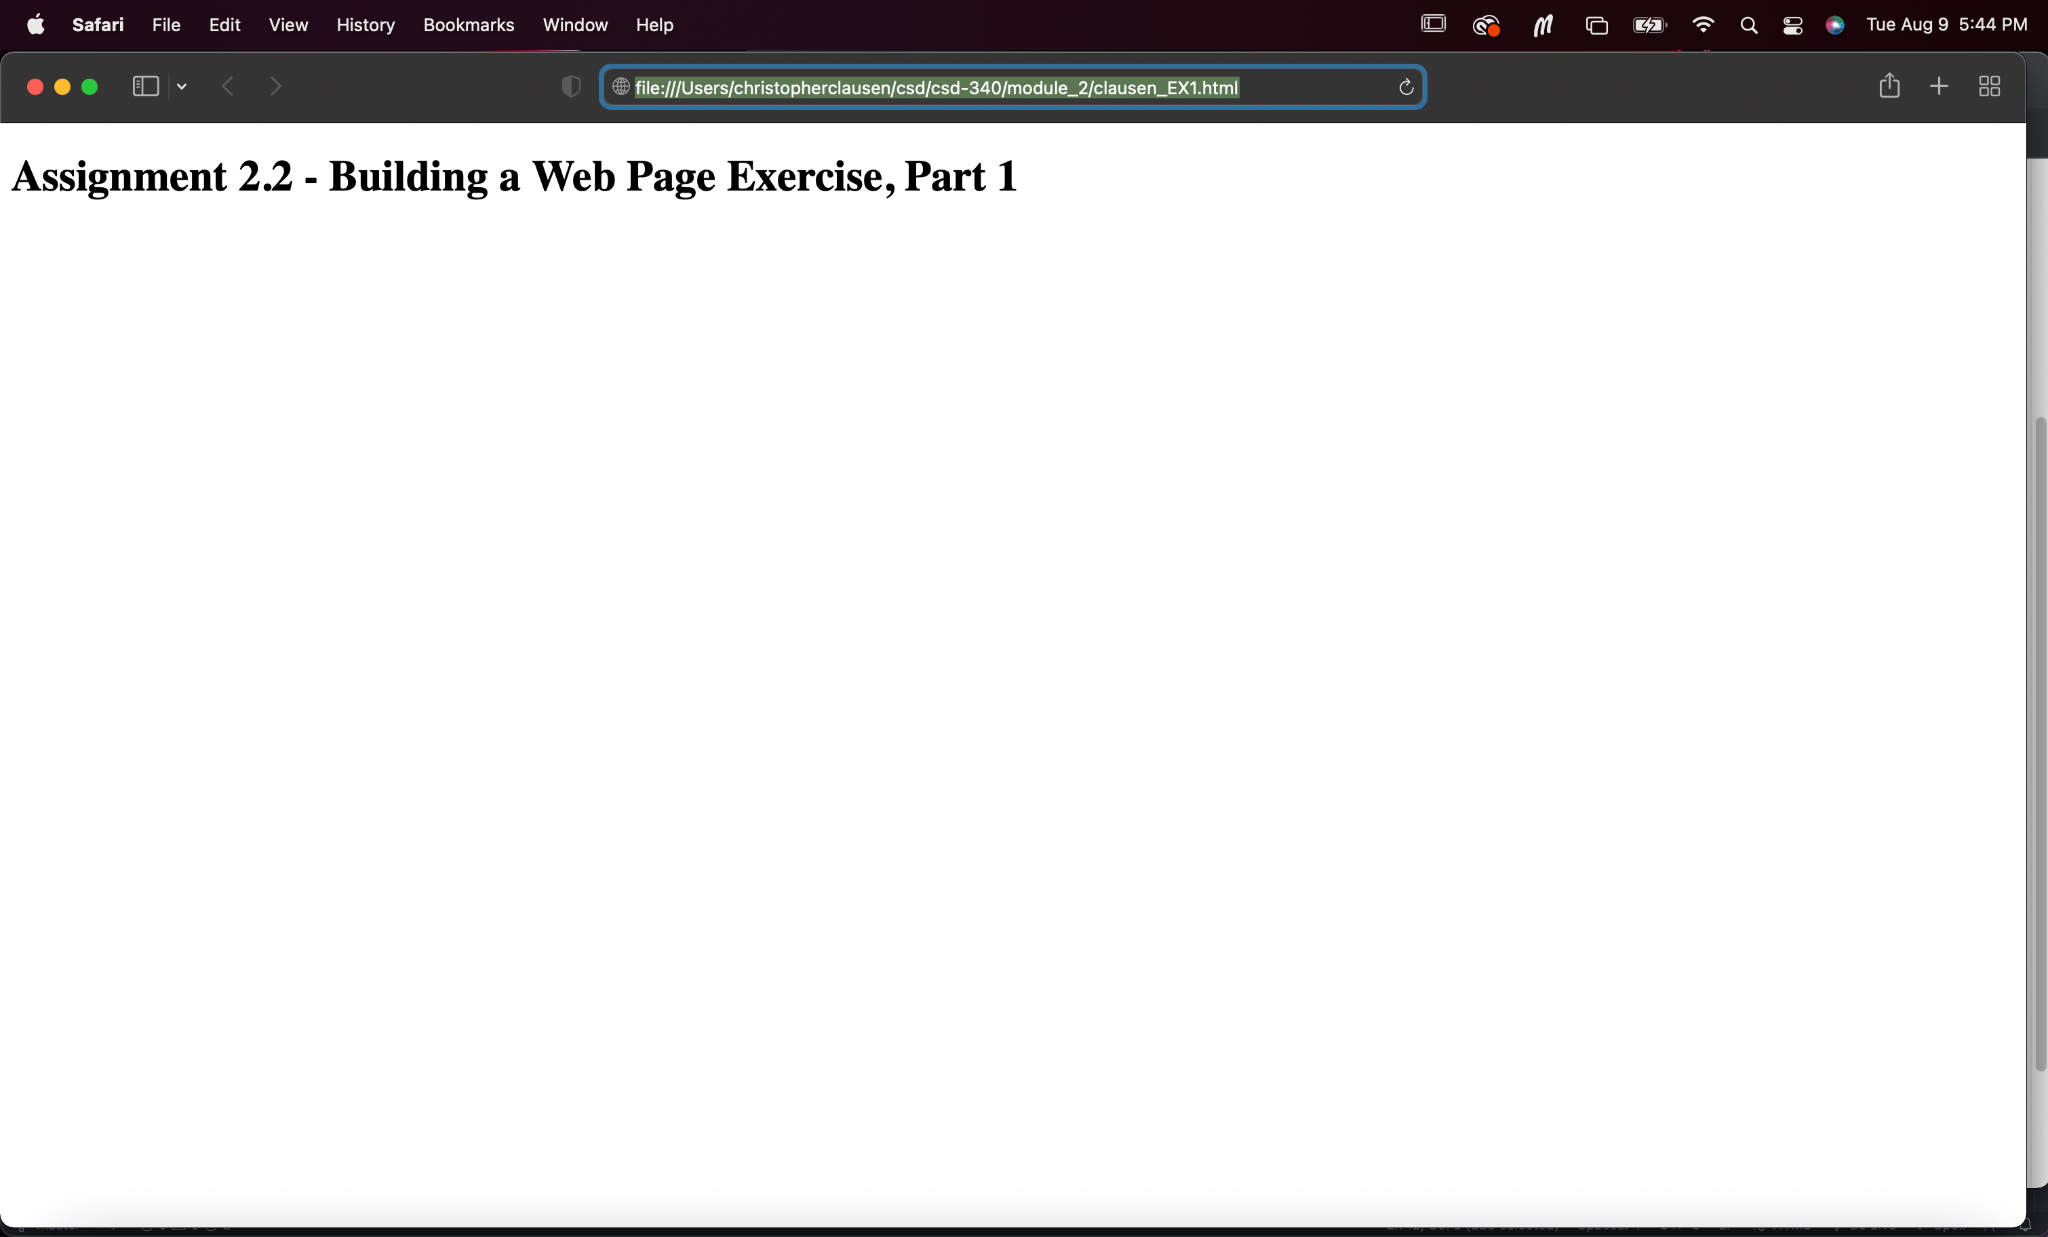 Safari File Edit View History Bookmarks Window Help Tue Aug 9 5:44 PM
file:///Users/christopherclausen/csd/csd-340/module_2/clausen_EX1.html
Assignment 2.2 - Building a Web Page Exercise, Part 1